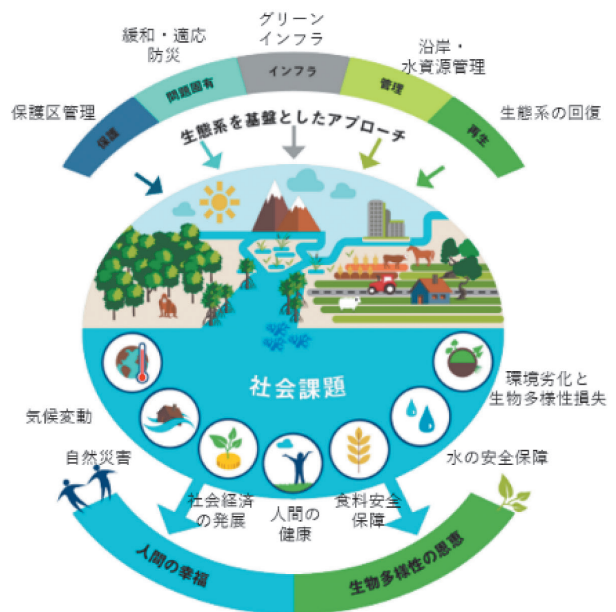 グリーン
インフラ
緩和・適応
防災
沿岸・
水資源管理
保護区管理
生態系の回復
保護
問題固有
インフラ
管理
再生
生態系を基盤としたアプローチ
社会課題
気候変動
自然災害
社会経済
の発展
人間の
健康
食料安全
保障
水の安全保障
環境劣化と
生物多様性損失
人間の幸福
生物多様性の恩恵